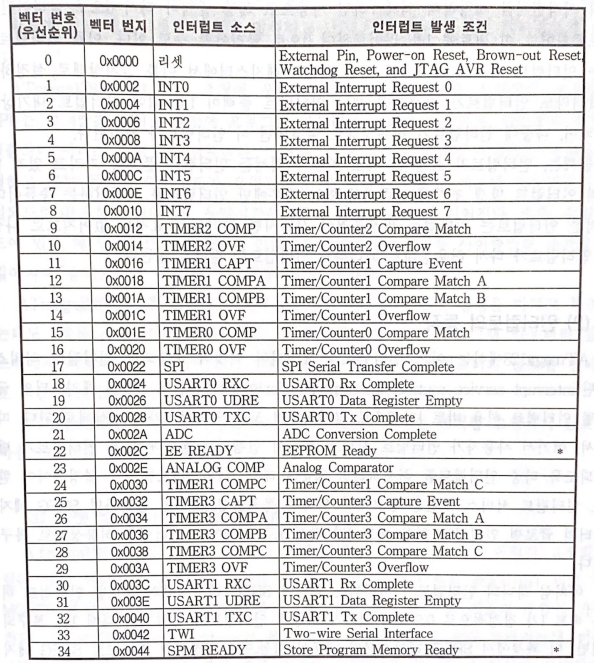 벡터 번호 벡터 번지 인터럽트 소스 인터럽트 발생 조건
(우선순위)
0 0x0000 리셋 External Pin, Power-on Reset, Brown-out Reset,
Watchdog Reset, and JTAG AVR Reset
1 0x0002 INT0 External Interrupt Request 0
2 0x0004 INT1 External Interrupt Request 1
3 0x0006 INT2 External Interrupt Request 2
4 0x0008 INT3 External Interrupt Request 3
5 0x000A INT4 External Interrupt Request 4
6 0x000C INT5 External Interrupt Request 5
7 0x000E INT6 External Interrupt Request 6
8 0x0010 INT7 External Interrupt Request 7
9 0x0012 TIMER2 COMP Timer/Counter2 Compare Match
10 0x0014 TIMER2 OVF Timer/Counter2 Overflow
11 0x0016 TIMER1 CAPT Timer/Counter1 Capture Event
12 0x0018 TIMER1 COMPA Timer/Counter1 Compare Match A
13 0x001A TIMER1 COMPB Timer/Counter1 Compare Match B
14 0x001C TIMER1 OVF Timer/Counter1 Overflow
15 0x001E TIMER0 COMP Timer/Counter0 Compare Match
16 0x0020 TIMER0 OVF Timer/Counter0 Overflow
17 0x0022 SPI SPI Serial Transfer Complete
18 0x0024 USART0 RXC USART0 Rx Complete
19 0x0026 USART0 UDRE USART0 Data Register Empty
20 0x0028 USART0 TXC USART0 Tx Complete
21 0x002A ADC ADC Conversion Complete
22 0x002C EE READY EEPROM Ready *
23 0x002E ANALOG COMP Analog Comparator
24 0x0030 TIMER1 COMPC Timer/Counter1 Compare Match C
25 0x0032 TIMER3 CAPT Timer/Counter3 Capture Event
26 0x0034 TIMER3 COMPA Timer/Counter3 Compare Match A
27 0x0036 TIMER3 COMPB Timer/Counter3 Compare Match B
28 0x0038 TIMER3 COMPC Timer/Counter3 Compare Match C
29 0x003A TIMER3 OVF Timer/Counter3 Overflow
30 0x003C USART1 RXC USART1 Rx Complete
31 0x003E USART1 UDRE USART1 Data Register Empty
32 0x0040 USART1 TXC USART1 Tx Complete
33 0x0042 TWI Two-wire Serial Interface
34 0x0044 SPM READY Store Program Memory Ready *